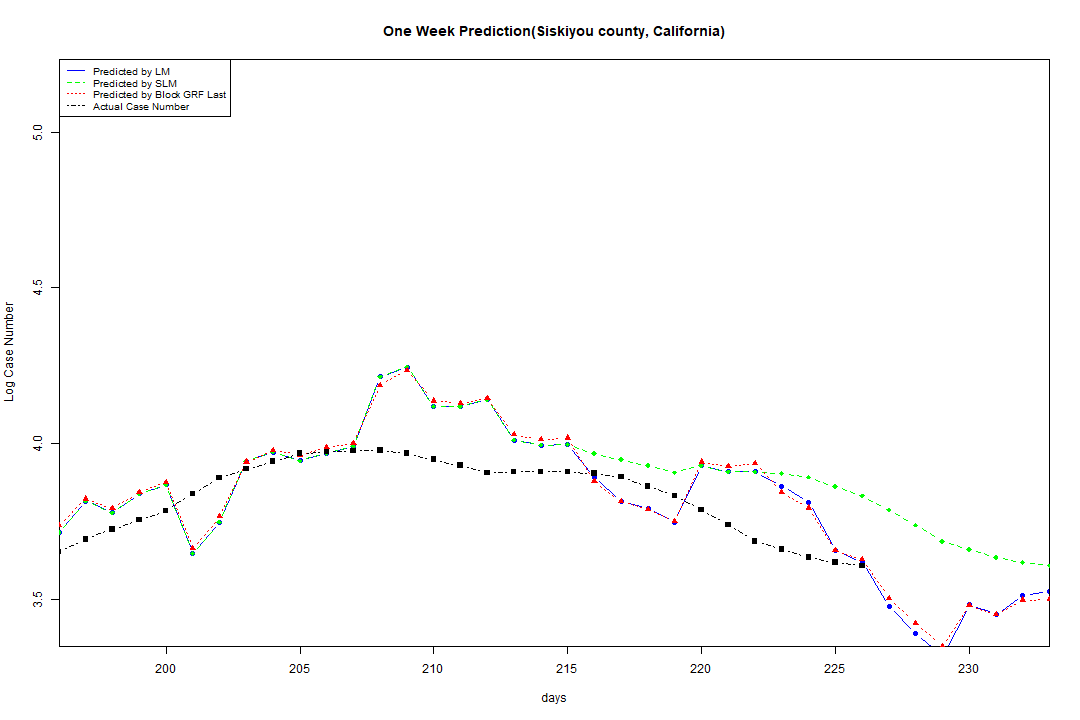 One Week Prediction(Siskiyou county, California)
Predicted by LM
Predicted by SLM
Predicted by Block GRF Last
Actual Case Number
5.0
4.5
4.0
3.5
Log Case Number
200 205 210 215 220 225 230
days